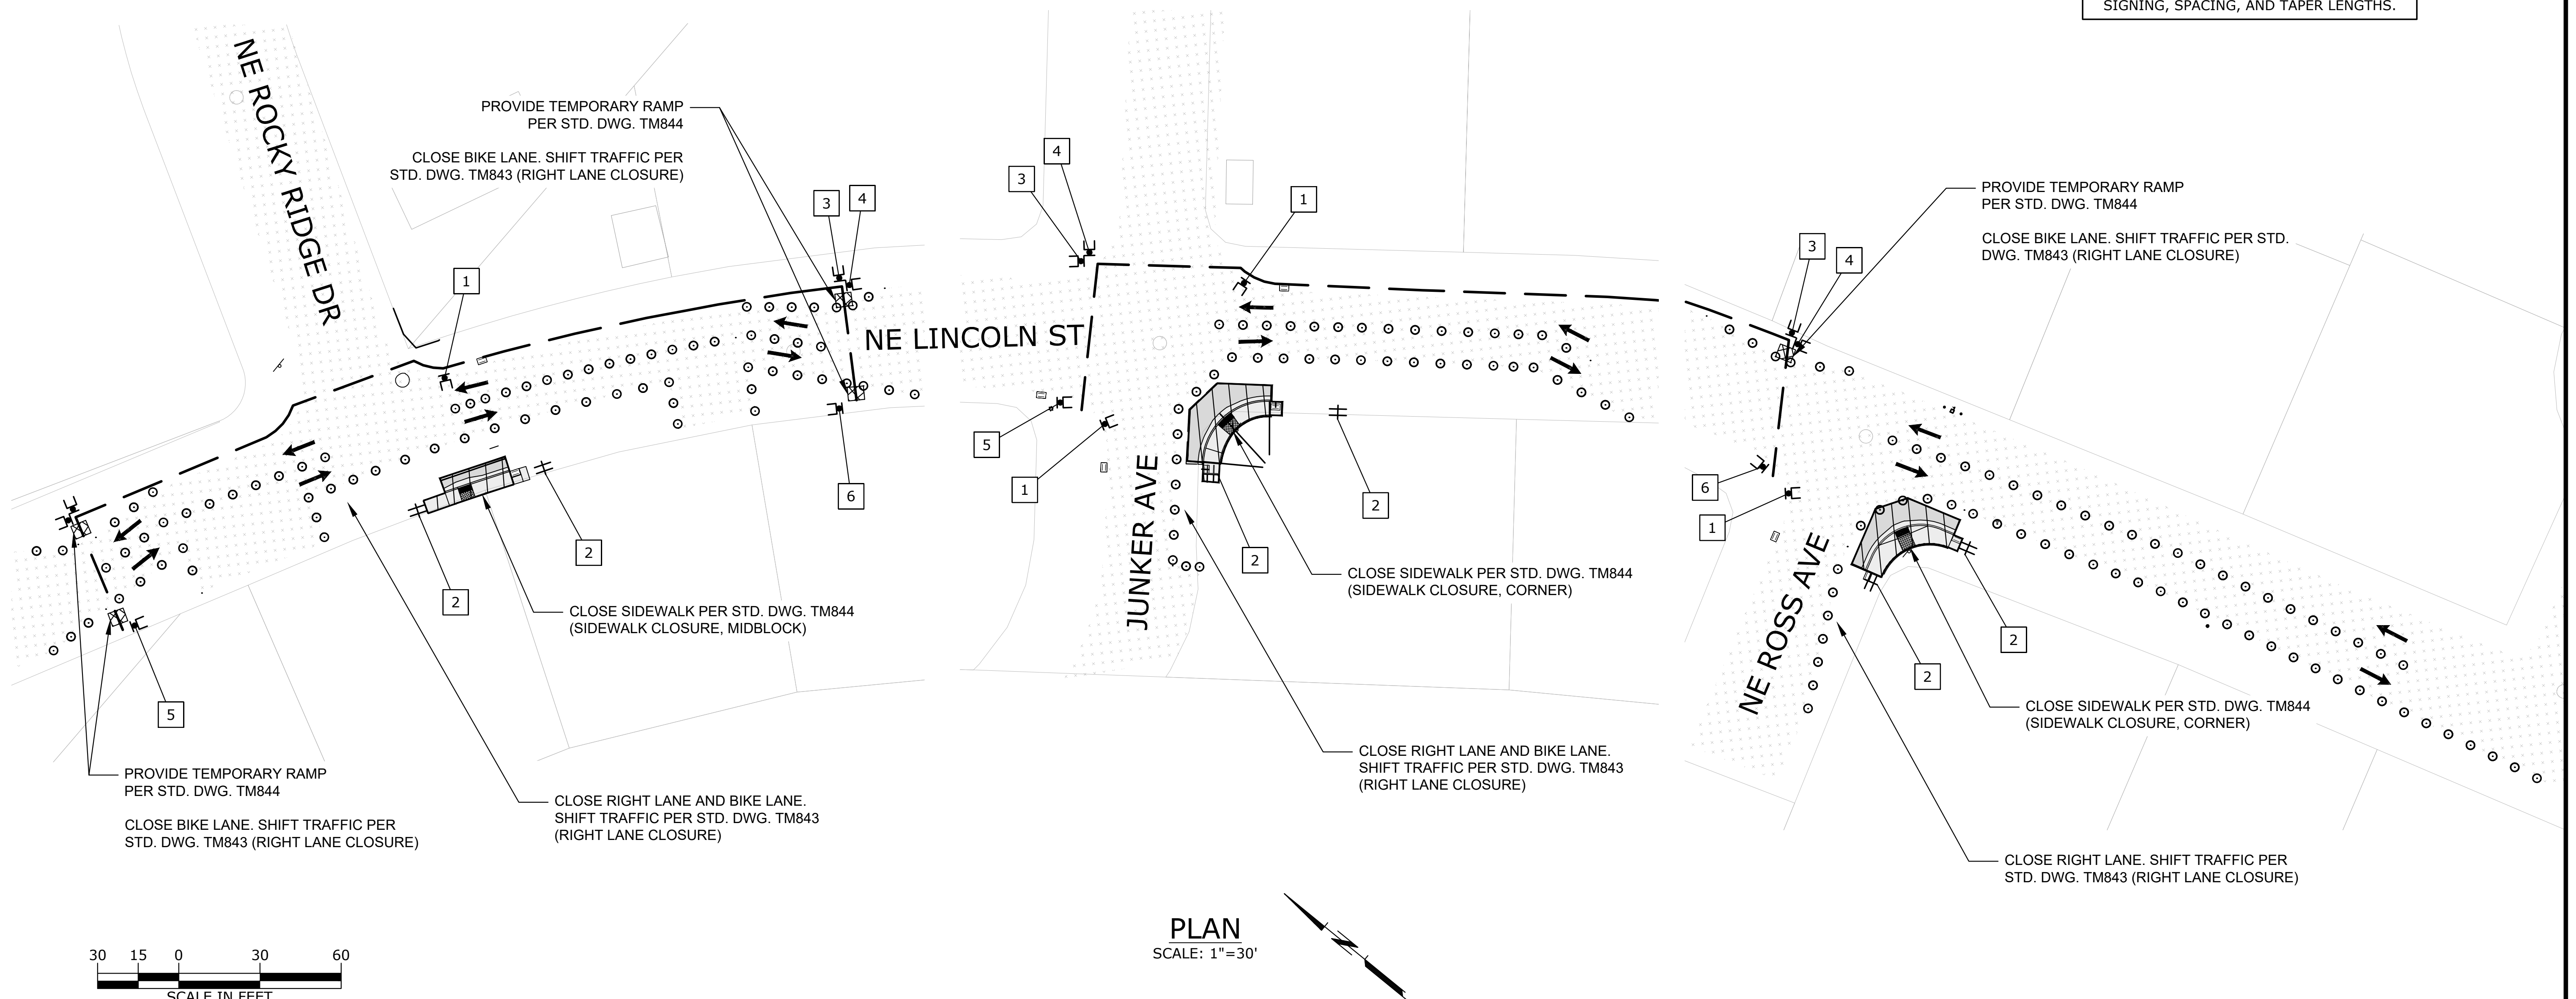 SIGNING, SPACING, AND TAPER LENGTHS.
NE ROCKY RIDGE DR
PROVIDE TEMPORARY RAMP
PER STD. DWG. TM844
CLOSE BIKE LANE. SHIFT TRAFFIC PER
STD. DWG. TM843 (RIGHT LANE CLOSURE)
1
3
4
NE LINCOLN ST
6
2
2
5
CLOSE SIDEWALK PER STD. DWG. TM844
(SIDEWALK CLOSURE, MIDBLOCK)
PROVIDE TEMPORARY RAMP
PER STD. DWG. TM844
CLOSE BIKE LANE. SHIFT TRAFFIC PER
STD. DWG. TM843 (RIGHT LANE CLOSURE)
CLOSE RIGHT LANE AND BIKE LANE.
SHIFT TRAFFIC PER STD. DWG. TM843
(RIGHT LANE CLOSURE)
3
4
1
5
1
JUNKER AVE
2
2
CLOSE SIDEWALK PER STD. DWG. TM844
(SIDEWALK CLOSURE, CORNER)
CLOSE RIGHT LANE AND BIKE LANE.
SHIFT TRAFFIC PER STD. DWG. TM843
(RIGHT LANE CLOSURE)
PROVIDE TEMPORARY RAMP
PER STD. DWG. TM844
CLOSE BIKE LANE. SHIFT TRAFFIC PER STD.
DWG. TM843 (RIGHT LANE CLOSURE)
3
4
6
1
NE ROSS AVE
2
2
CLOSE SIDEWALK PER STD. DWG. TM844
(SIDEWALK CLOSURE, CORNER)
CLOSE RIGHT LANE. SHIFT TRAFFIC PER
STD. DWG. TM843 (RIGHT LANE CLOSURE)
PLAN
SCALE: 1"=30'
N
30 15 0 30 60
SCALE IN FEET